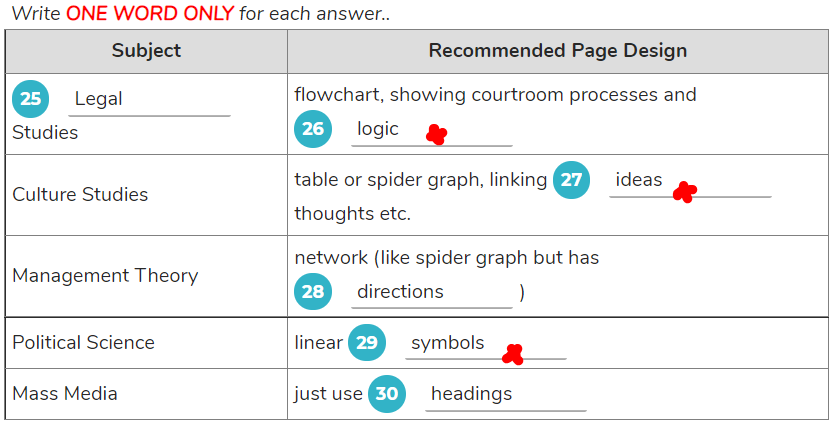 Write ONE WORD ONLY for each answer..
Subject
Recommended Page Design
25 Legal
Studies
flowchart, showing courtroom processes and
26 logic
Culture Studies
table or spider graph, linking 27 ideas
thoughts etc.
Management Theory
network (like spider graph but has
28 directions )
Political Science
linear 29 symbols
Mass Media
just use 30 headings